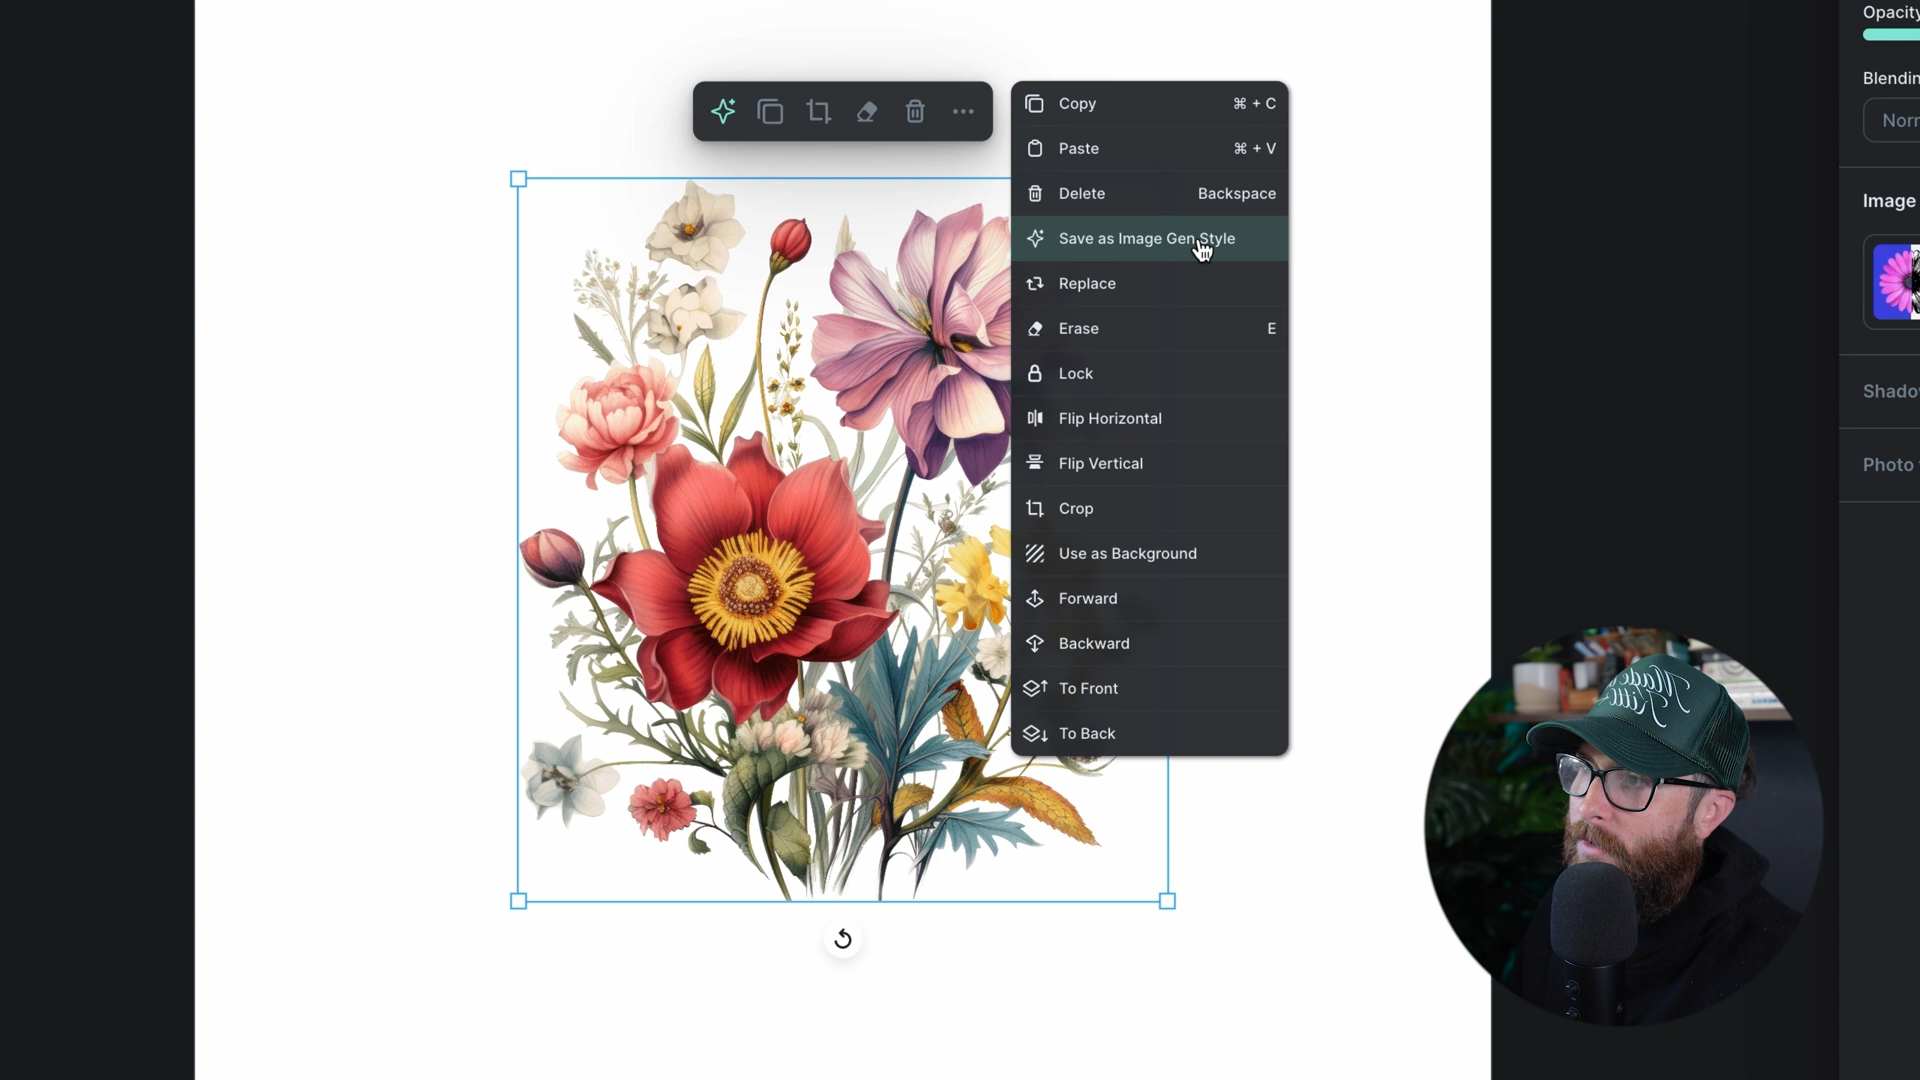 Opacity
Copy ⌘ + C
Blendin
Norn
Paste ⌘ + V
Delete Backspace
Image
Save as Image Gen Style
Replace
Erase E
Lock
Shado
Flip Horizontal
Flip Vertical
Photo
Crop
Use as Background
Forward
Backward
To Front
To Back